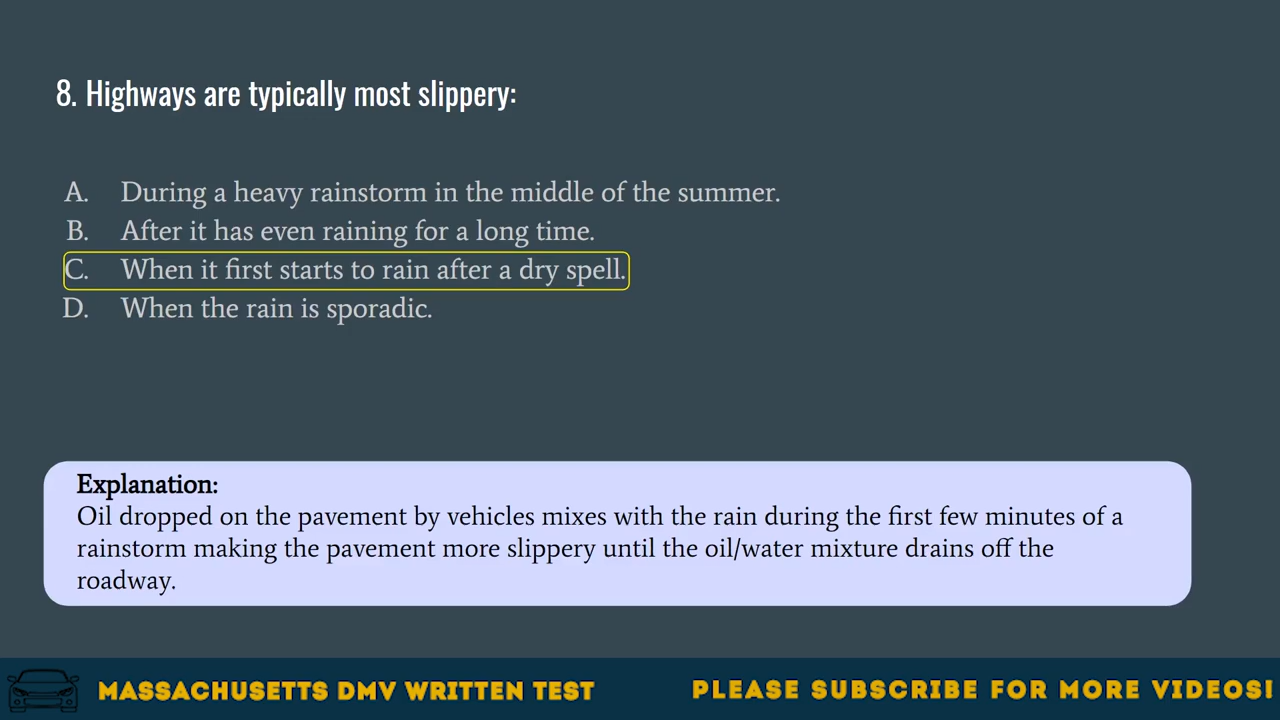 8. Highways are typically most slippery:
A. During a heavy rainstorm in the middle of the summer.
B. After it has even raining for a long time.
C. When it first starts to rain after a dry spell.
D. When the rain is sporadic.
Explanation:
Oil dropped on the pavement by vehicles mixes with the rain during the first few minutes of a
rainstorm making the pavement more slippery until the oil/water mixture drains off the
roadway.
MASSACHUSETTS DMV WRITTEN TEST
PLEASE SUBSCRIBE FOR MORE VIDEOS!